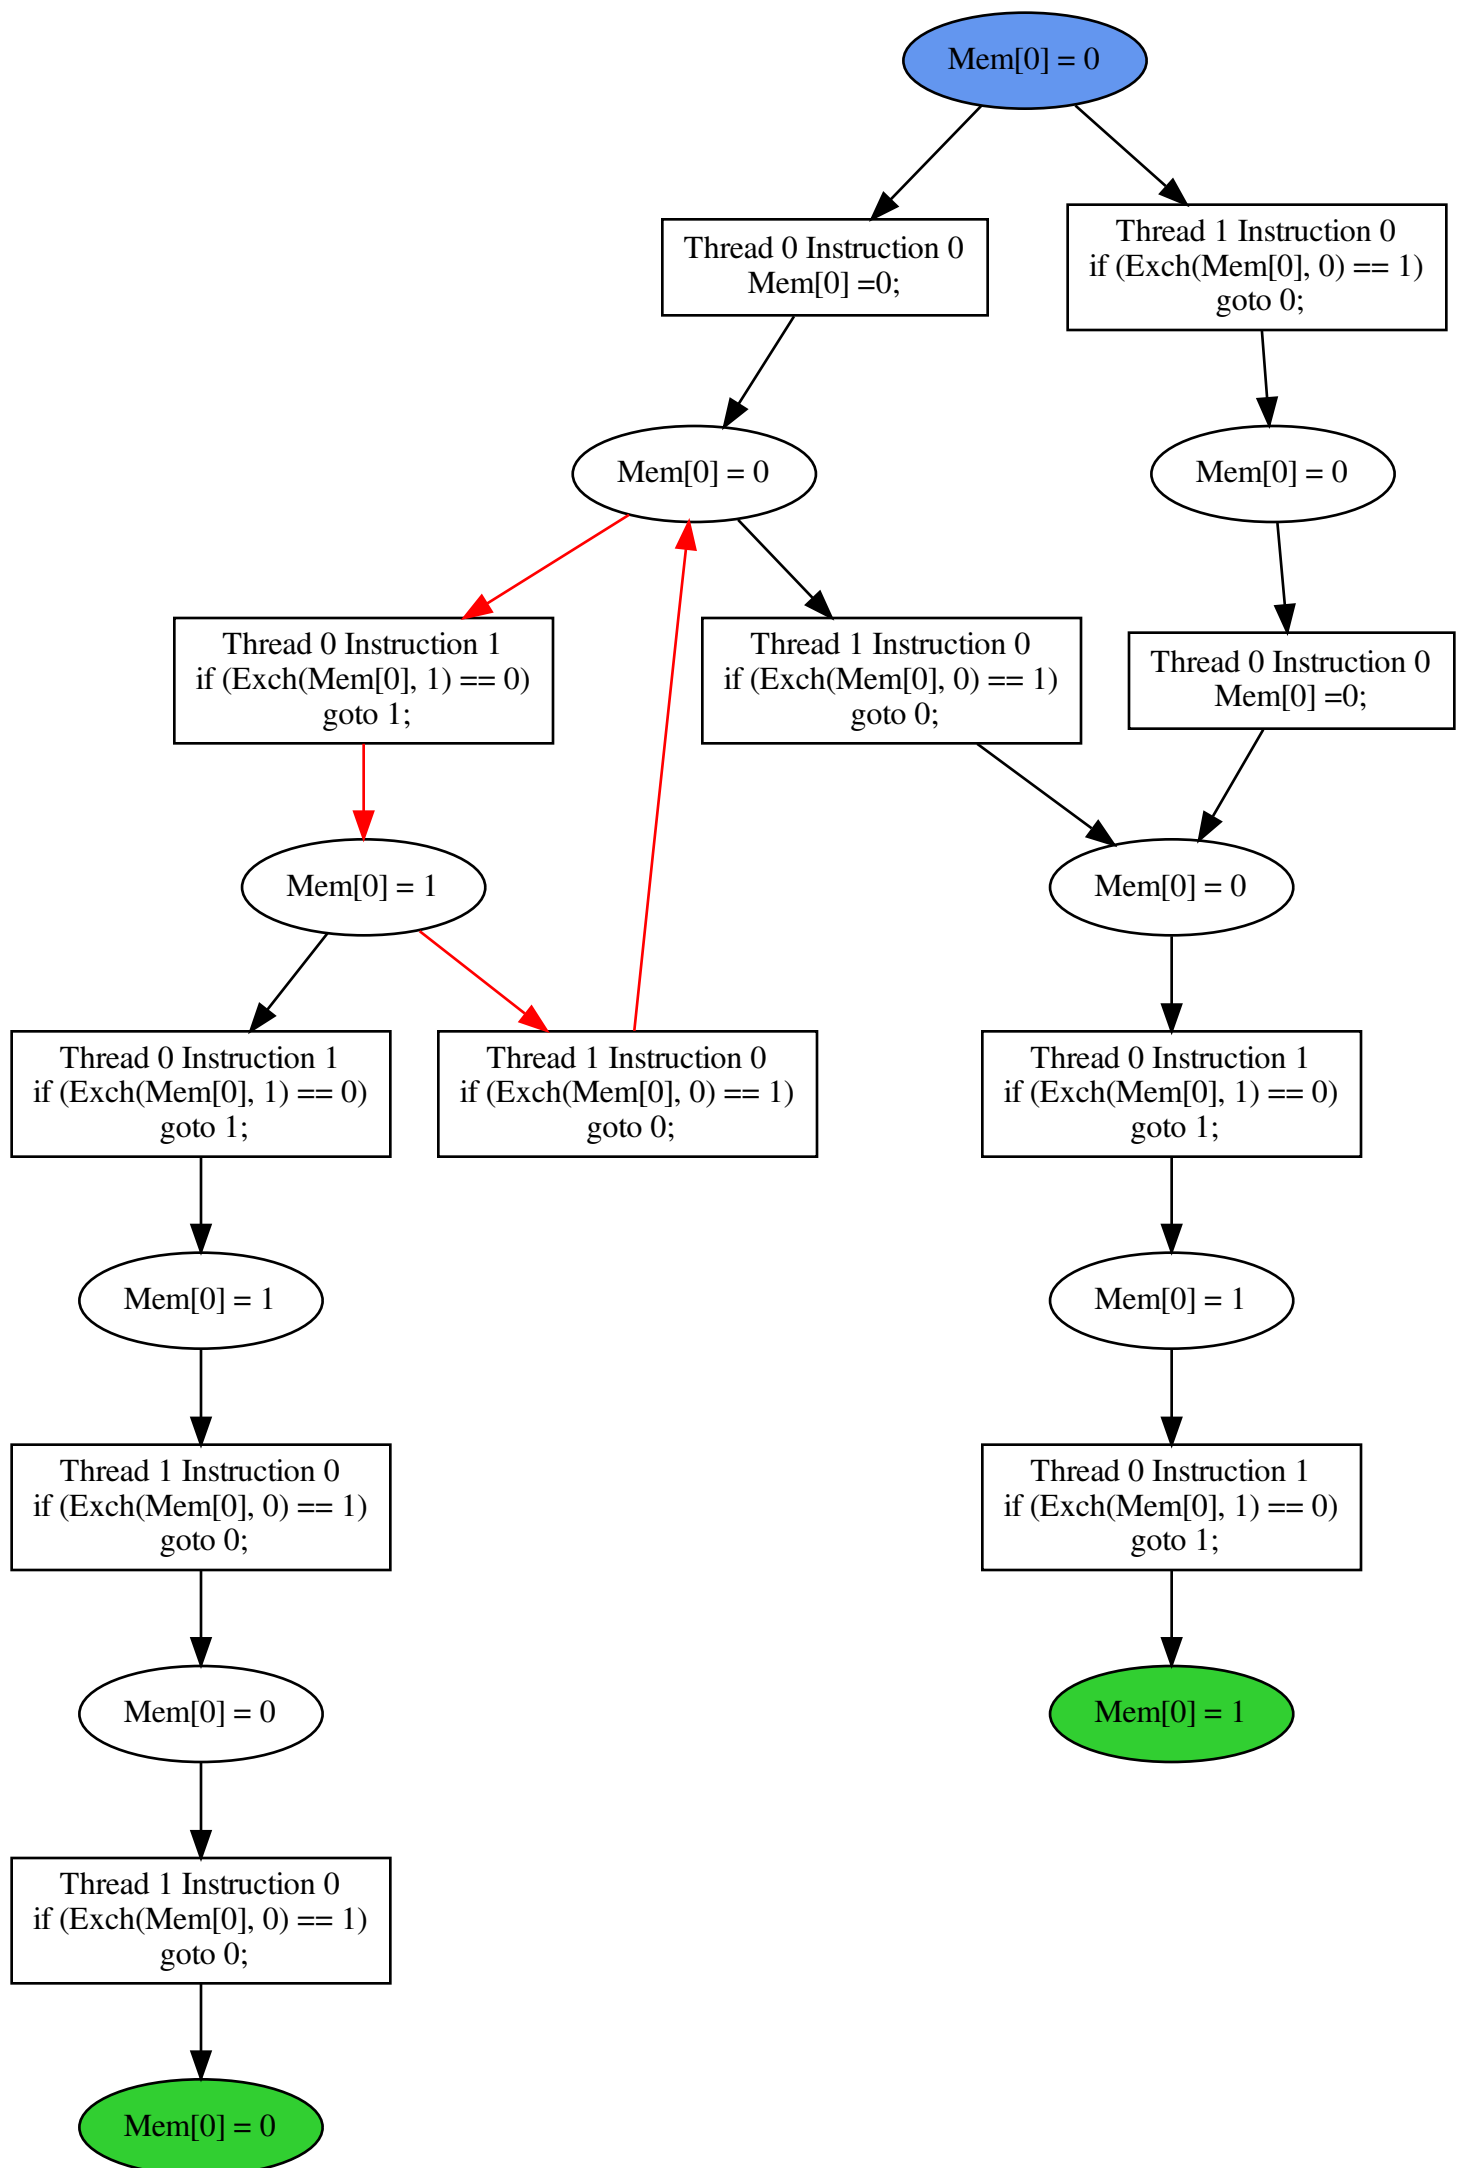 Mem[0] = 0
Thread 0 Instruction 0
Mem[0] =0;
Thread 1 Instruction 0
if (Exch(Mem[0], 0) == 1)
goto 0;
Mem[0] = 0
Mem[0] = 0
Thread 0 Instruction 1
if (Exch(Mem[0], 1) == 0)
goto 1;
Thread 1 Instruction 0
if (Exch(Mem[0], 0) == 1)
goto 0;
Thread 0 Instruction 0
Mem[0] =0;
Mem[0] = 1
Mem[0] = 0
Thread 0 Instruction 1
if (Exch(Mem[0], 1) == 0)
goto 1;
Thread 1 Instruction 0
if (Exch(Mem[0], 0) == 1)
goto 0;
Thread 0 Instruction 1
if (Exch(Mem[0], 1) == 0)
goto 1;
Mem[0] = 1
Mem[0] = 1
Thread 1 Instruction 0
if (Exch(Mem[0], 0) == 1)
goto 0;
Thread 0 Instruction 1
if (Exch(Mem[0], 1) == 0)
goto 1;
Mem[0] = 0
Mem[0] = 1
Thread 1 Instruction 0
if (Exch(Mem[0], 0) == 1)
goto 0;
Mem[0] = 0